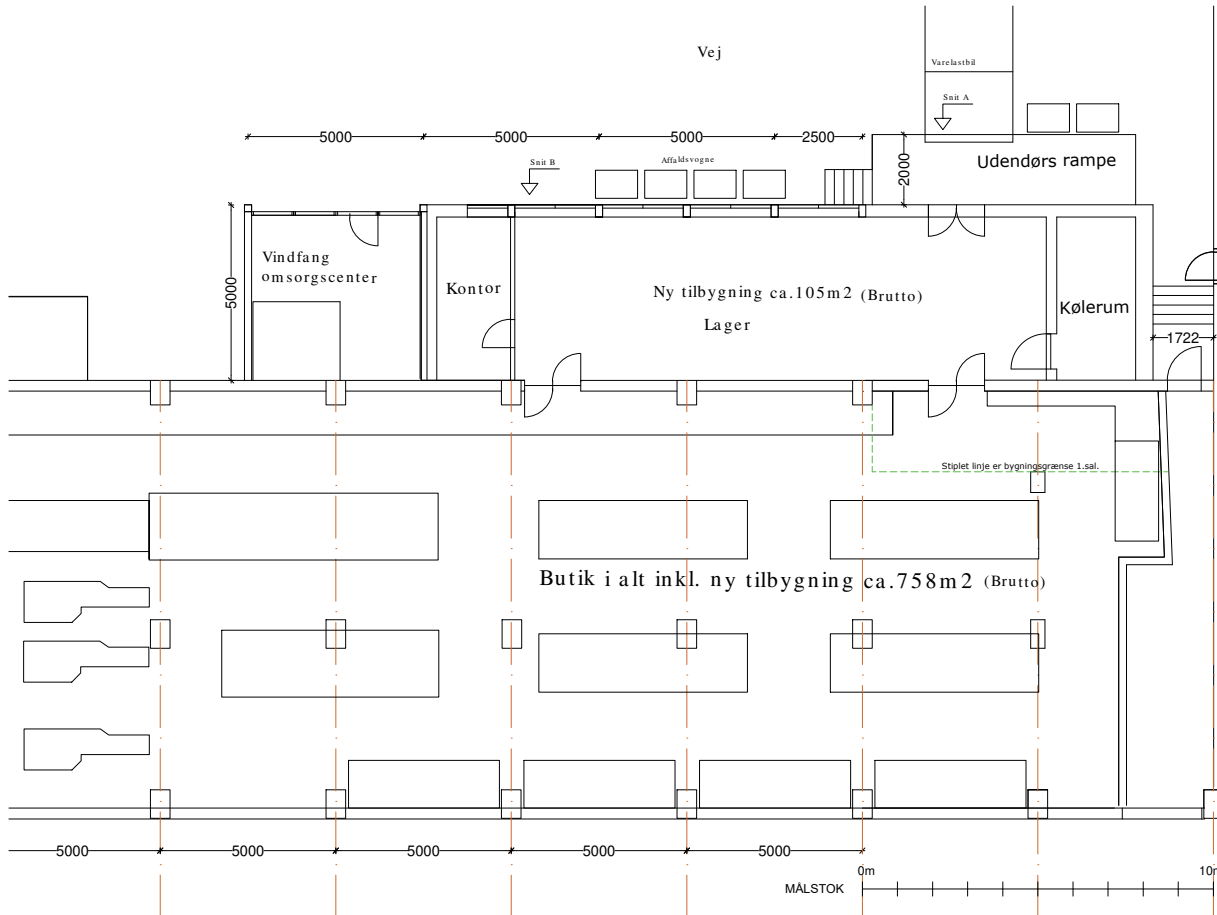 Vej
Varelastbil
Snit A
5000 5000 5000 2500
Snit B
Affaldsvogne
2000
Udendørs rampe
5000
Vindfang
omsorgscenter
Kontor
Ny tilbygning ca.105m2 (Brutto)
Lager
Kølerum
1722
Stiplet linje er bygningsgrænse 1.sal.
Butik i alt inkl. ny tilbygning ca.758m2 (Brutto)
5000 5000 5000 5000 5000
0m 10m
MÅLSTOK